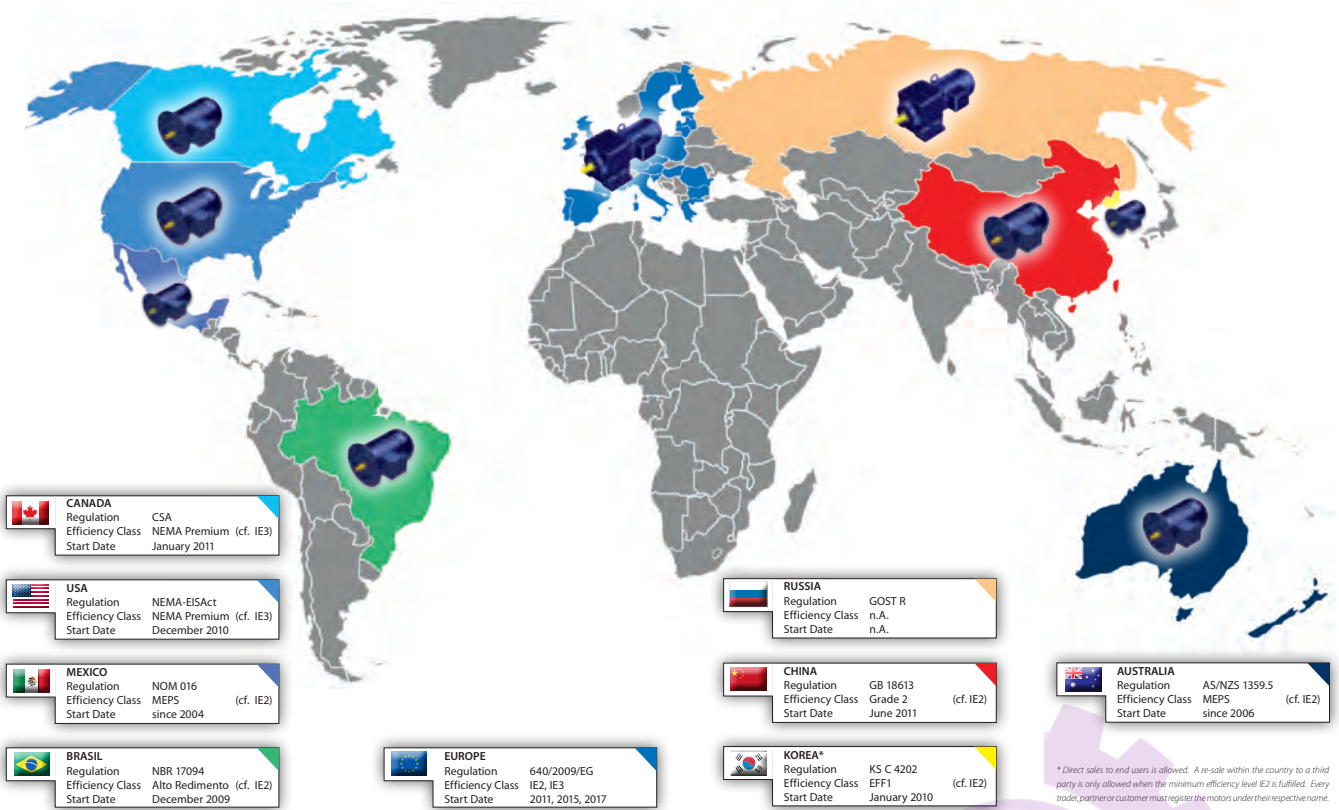 CANADA
Regulation CSA
Efficiency Class NEMA Premium (cf. IE3)
Start Date January 2011
USA
Regulation NEMA-EISAct
Efficiency Class NEMA Premium (cf. IE3)
Start Date December 2010
MEXICO
Regulation NOM 016
Efficiency Class MEPS (cf. IE2)
Start Date since 2004
BRASIL
Regulation NBR 17094
Efficiency Class Alto Redimento (cf. IE2)
Start Date December 2009
EUROPE
Regulation 640/2009/EG
Efficiency Class IE2, IE3
Start Date 2011, 2015, 2017
RUSSIA
Regulation GOST R
Efficiency Class n.A.
Start Date n.A.
CHINA
Regulation GB 18613
Efficiency Class Grade 2 (cf. IE2)
Start Date June 2011
KOREA*
Regulation KS C 4202
Efficiency Class EFF1 (cf. IE2)
Start Date January 2010
AUSTRALIA
Regulation AS/NZS 1359.5
Efficiency Class MEPS (cf. IE2)
Start Date since 2006
* Direct sales to end users is allowed. A re-sale within the country to a third
party is only allowed when the minimum efficiency level IE2 is fulfilled. Every
trader, partner or customer must register the motors under their respective name.